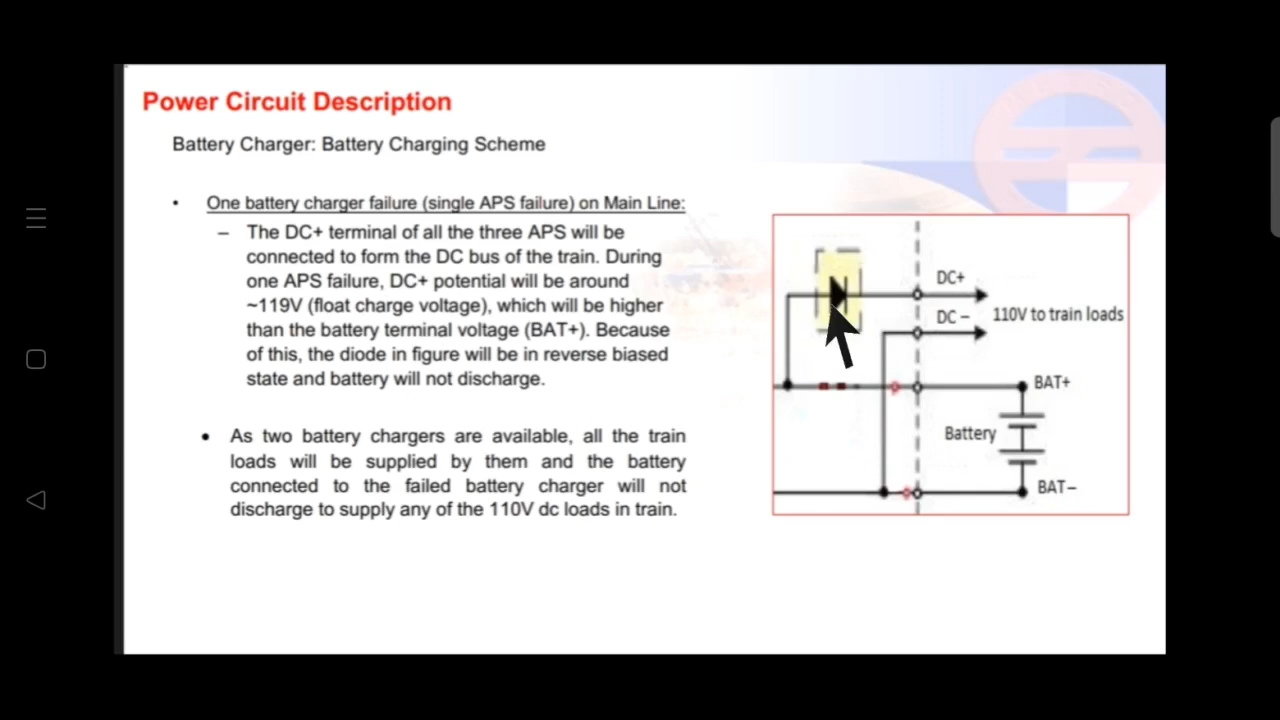 Power Circuit Description
Battery Charger: Battery Charging Scheme
• One battery charger failure (single APS failure) on Main Line:
– The DC+ terminal of all the three APS will be
connected to form the DC bus of the train. During
one APS failure, DC+ potential will be around
~119V (float charge voltage), which will be higher
than the battery terminal voltage (BAT+). Because
of this, the diode in figure will be in reverse biased
state and battery will not discharge.
• As two battery chargers are available, all the train
loads will be supplied by them and the battery
connected to the failed battery charger will not
discharge to supply any of the 110V dc loads in train.
DC+
DC – 110V to train loads
BAT+
Battery
BAT–